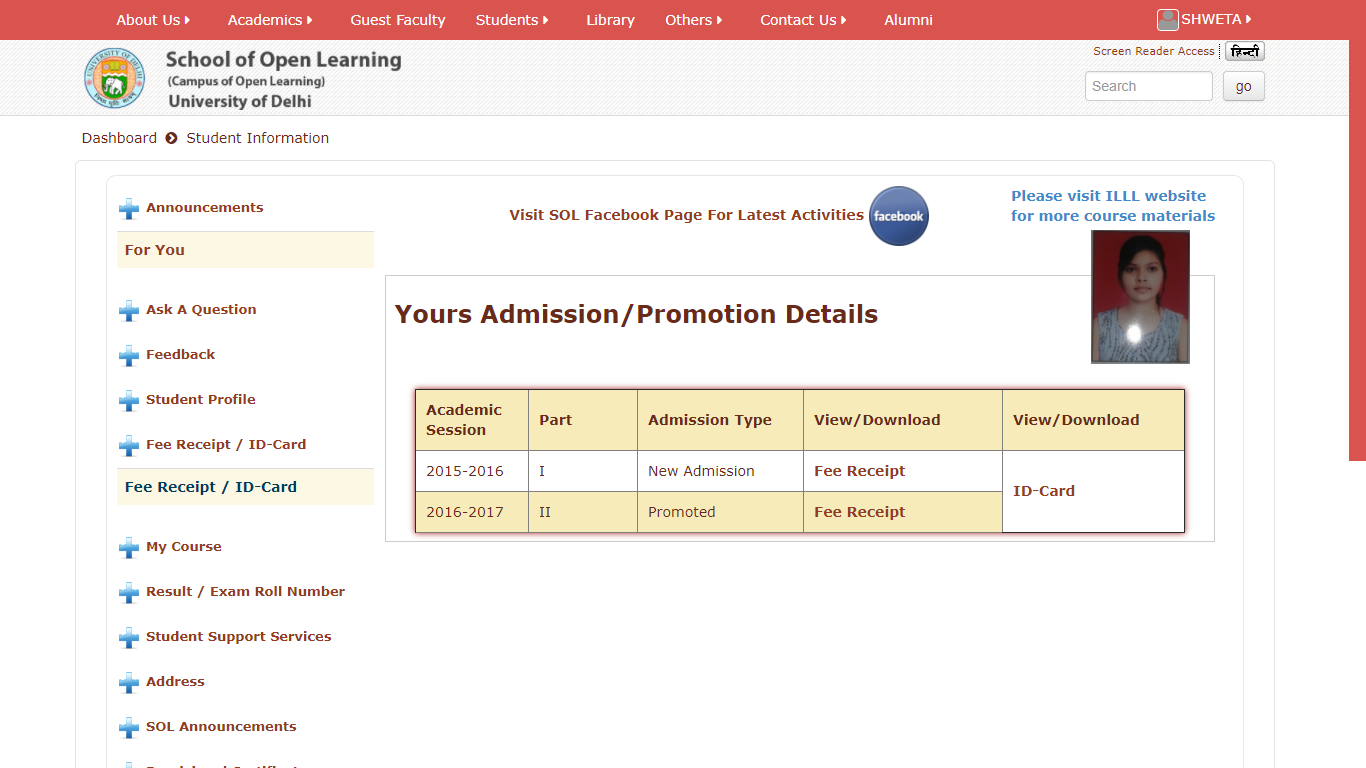 About Us Academics Guest Faculty Students Library Others Contact Us Alumni SHWETA
School of Open Learning
(Campus of Open Learning)
University of Delhi
Screen Reader Access हिन्दी
Search go
Dashboard Student Information
Announcements
For You
Ask A Question
Feedback
Student Profile
Fee Receipt / ID-Card
Fee Receipt / ID-Card
My Course
Result / Exam Roll Number
Student Support Services
Address
SOL Announcements
Visit SOL Facebook Page For Latest Activities facebook
Please visit ILLL website
for more course materials
Yours Admission/Promotion Details
Academic Session Part Admission Type View/Download View/Download
2015-2016 I New Admission Fee Receipt ID-Card
2016-2017 II Promoted Fee Receipt